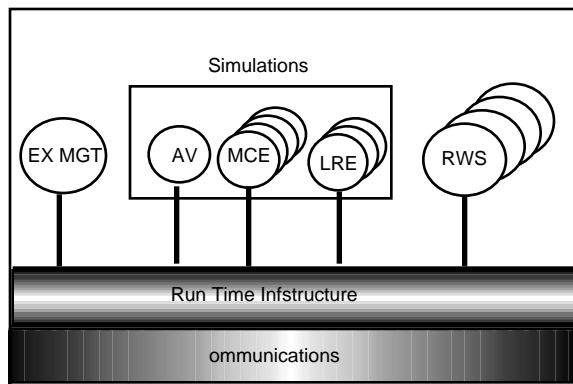 Simulations
EX MGT
AV
MCE
LRE
RWS
Run Time Infstructure
ommunications